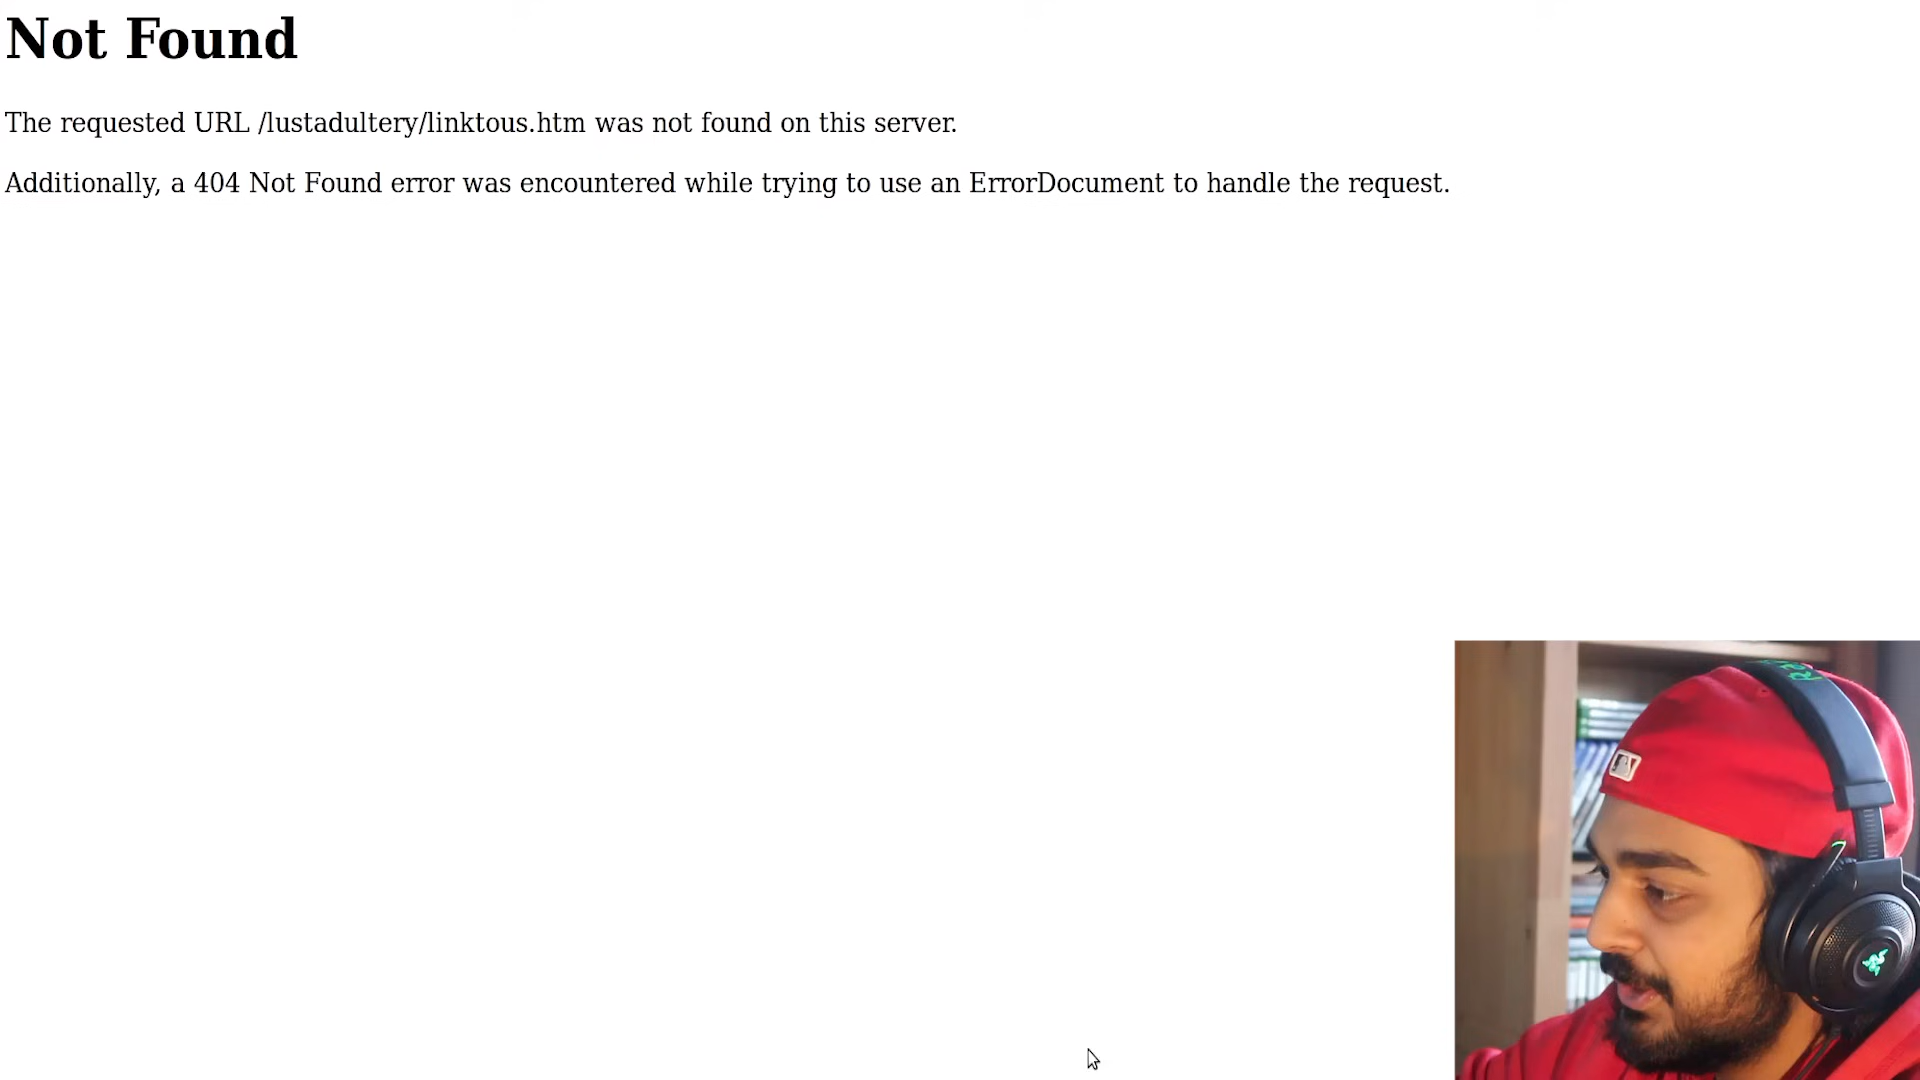 Not Found
The requested URL /lustadultery/linktous.htm was not found on this server.
Additionally, a 404 Not Found error was encountered while trying to use an ErrorDocument to handle the request.